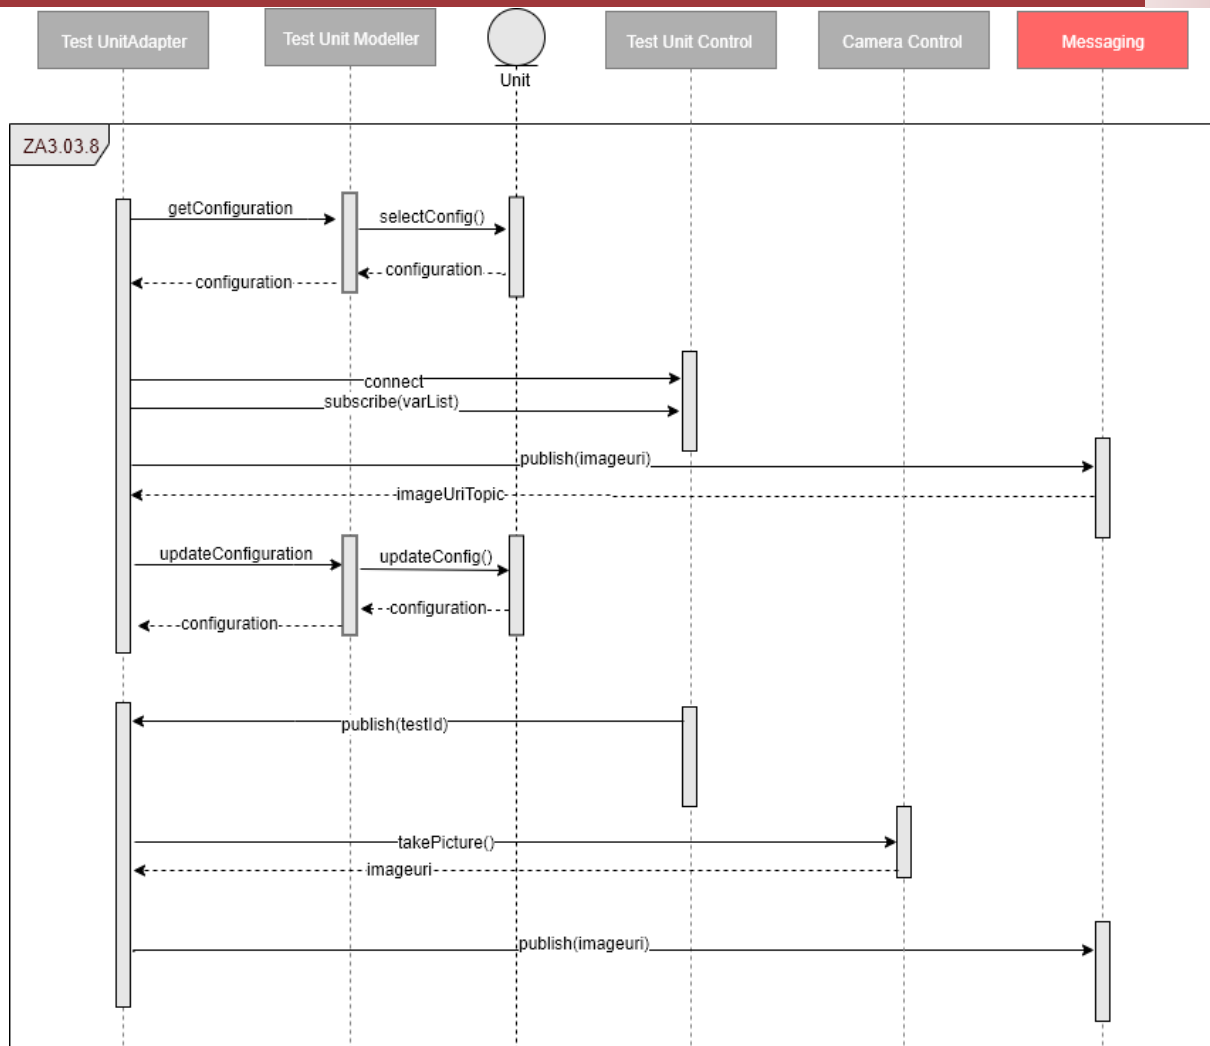 Test UnitAdapter
Test Unit Modeller
Unit
Test Unit Control
Camera Control
Messaging
ZA3.03.8
getConfiguration
selectConfig()
configuration
configuration
connect
subscribe(varList)
publish(imageuri)
imageUriTopic
updateConfiguration
updateConfig()
configuration
configuration
publish(testId)
takePicture()
imageuri
publish(imageuri)